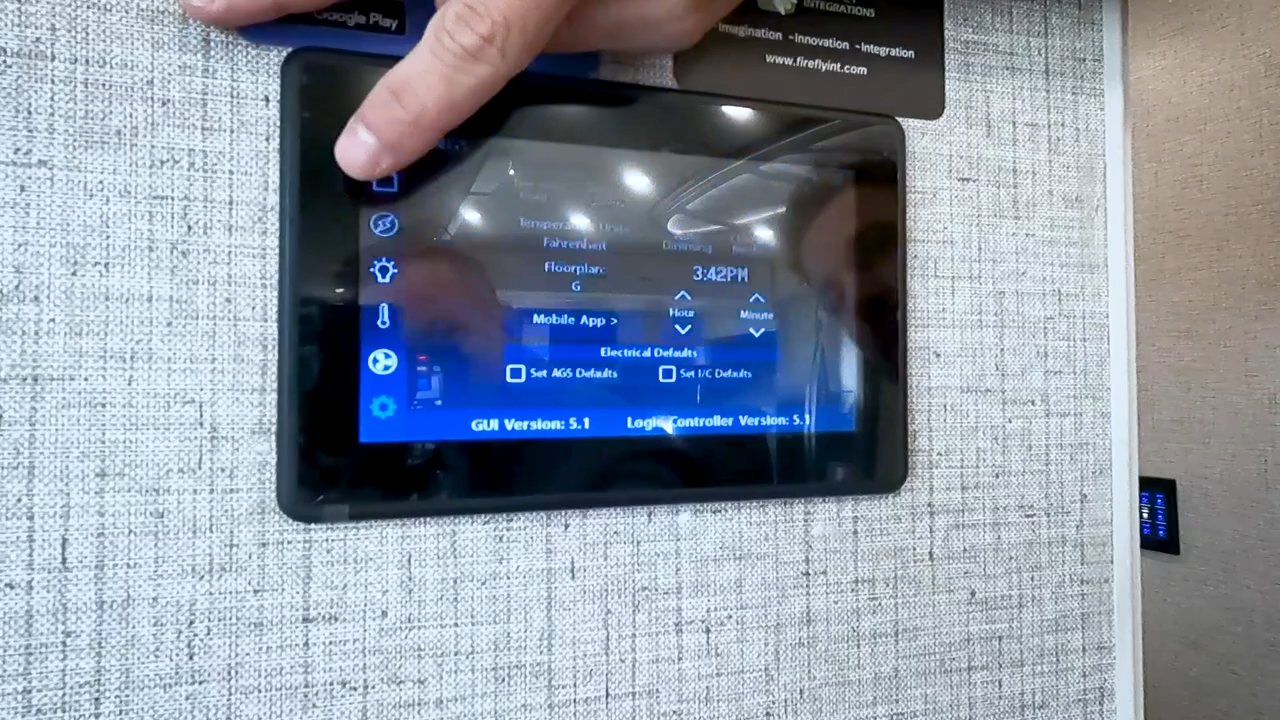 Google Play
INTEGRATIONS
~Imagination ~Innovation ~Integration
www.fireflyint.com
Temperature Units
Fahrenheit
Dimming
Floorplan:
G
3:42PM
Hour
Minute
Mobile App >
Electrical Defaults
Set AGS Defaults
Set I/C Defaults
GUI Version: 5.1
Logic Controller Version: 5.1